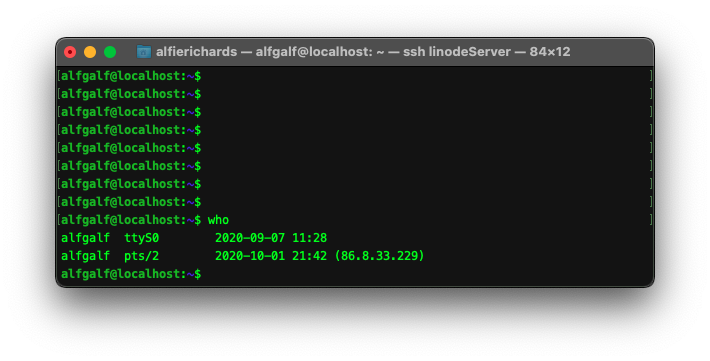 alfierichards — alfgalf@localhost: ~ — ssh linodeServer — 84×12
[alfgalf@localhost:~$ ]
[alfgalf@localhost:~$ ]
[alfgalf@localhost:~$ ]
[alfgalf@localhost:~$ ]
[alfgalf@localhost:~$ ]
[alfgalf@localhost:~$ ]
[alfgalf@localhost:~$ ]
[alfgalf@localhost:~$ ]
[alfgalf@localhost:~$ who ]
alfgalf  ttyS0        2020-09-07 11:28
alfgalf  pts/2        2020-10-01 21:42 (86.8.33.229)
alfgalf@localhost:~$